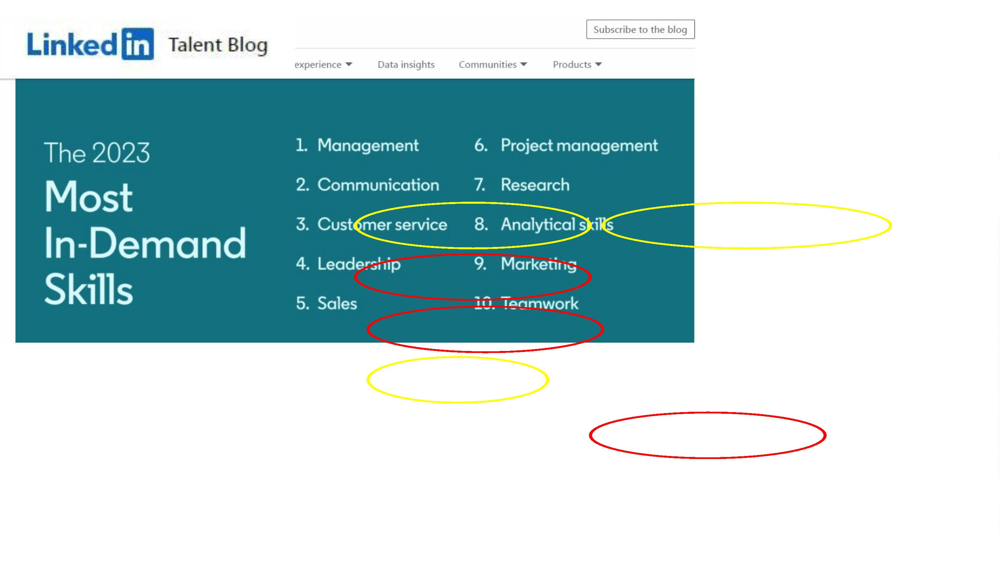 Linked in Talent Blog
Subscribe to the blog
experience Data insights Communities Products
The 2023
Most
In-Demand
Skills
1. Management
2. Communication
3. Customer service
4. Leadership
5. Sales
6. Project management
7. Research
8. Analytical skills
9. Marketing
10. Teamwork